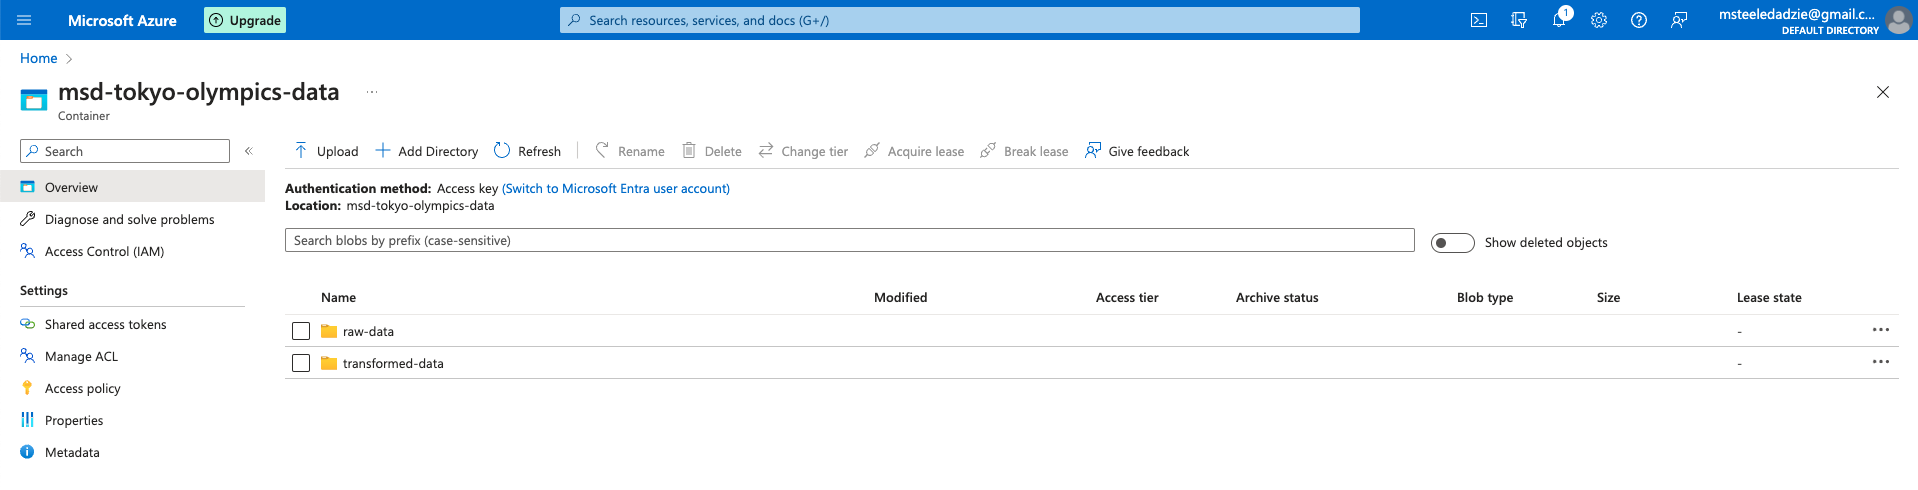 Microsoft Azure
Upgrade
Search resources, services, and docs (G+/)
1
msteeledadzie@gmail.c...
DEFAULT DIRECTORY
Home
msd-tokyo-olympics-data
...
Container
Search
«
Upload
Add Directory
Refresh
Rename
Delete
Change tier
Acquire lease
Break lease
Give feedback
Overview
Diagnose and solve problems
Access Control (IAM)
Settings
Shared access tokens
Manage ACL
Access policy
Properties
Metadata
Authentication method: Access key (Switch to Microsoft Entra user account)
Location: msd-tokyo-olympics-data
Search blobs by prefix (case-sensitive)
Show deleted objects
Name Modified Access tier Archive status Blob type Size Lease state
raw-data - ...
transformed-data - ...